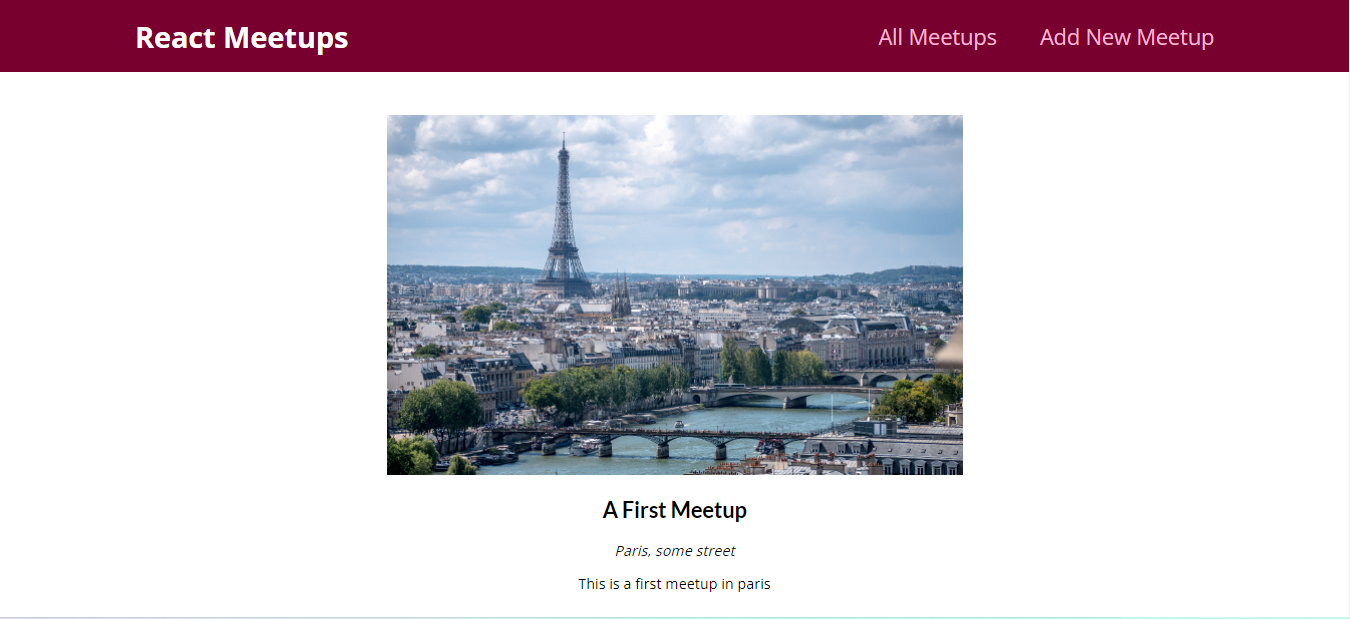 React Meetups
All Meetups
Add New Meetup
A First Meetup
Paris, some street
This is a first meetup in paris